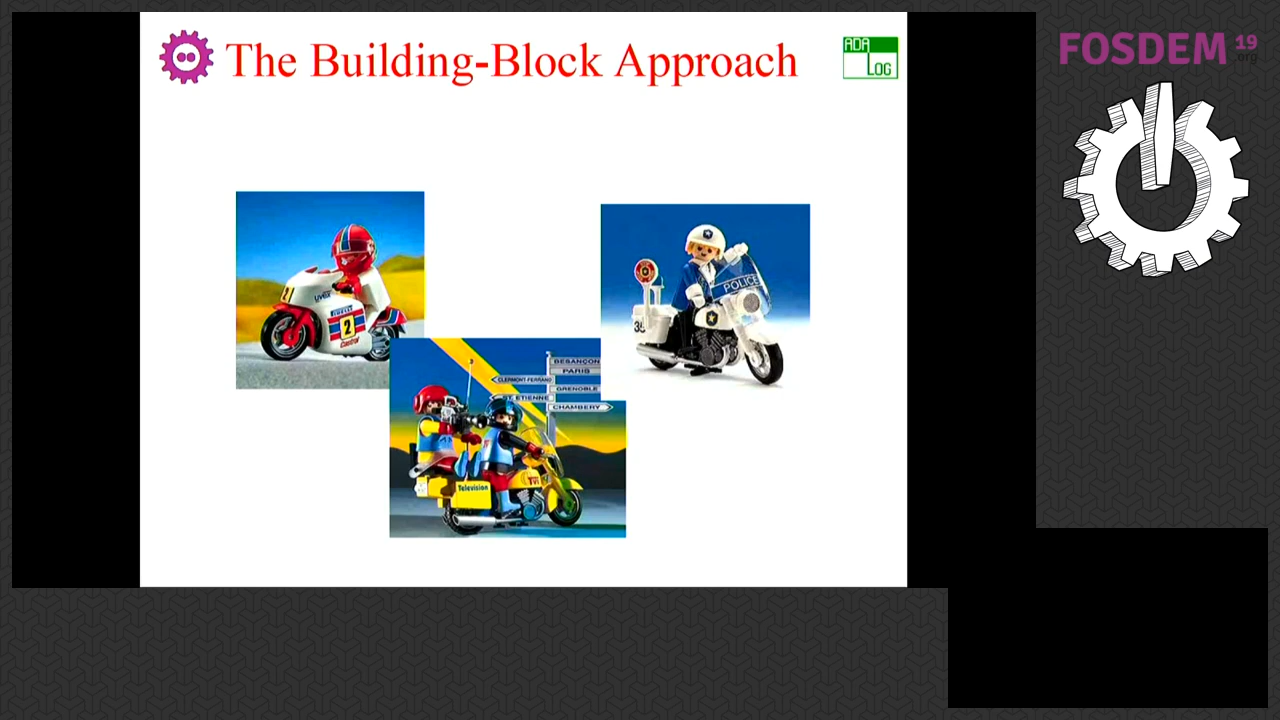 The Building-Block Approach
ADA
LOG
FOSDEM 19
.org
2
Castrol
POLICE
BESANÇON
PARIS
CLERMONT-FERRAND
GRENOBLE
ST. ETIENNE
CHAMBERY
Television